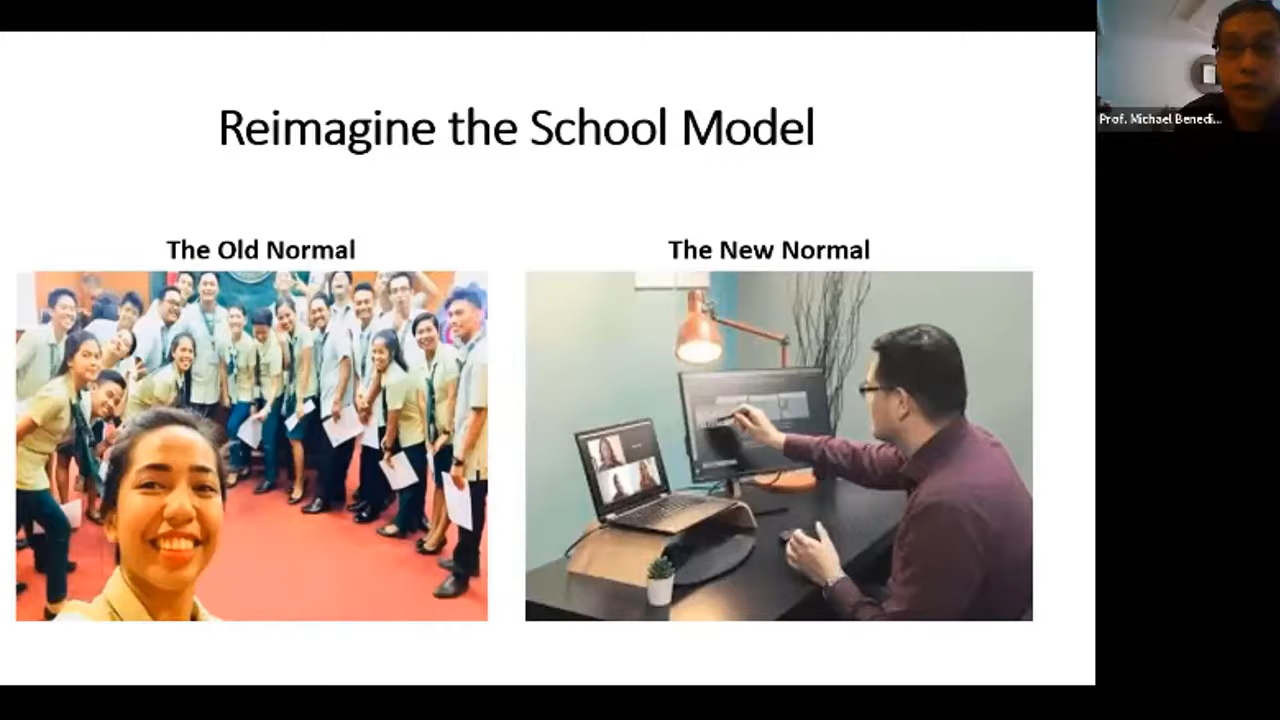 Reimagine the School Model
The Old Normal
The New Normal
Prof. Michael Benedi...